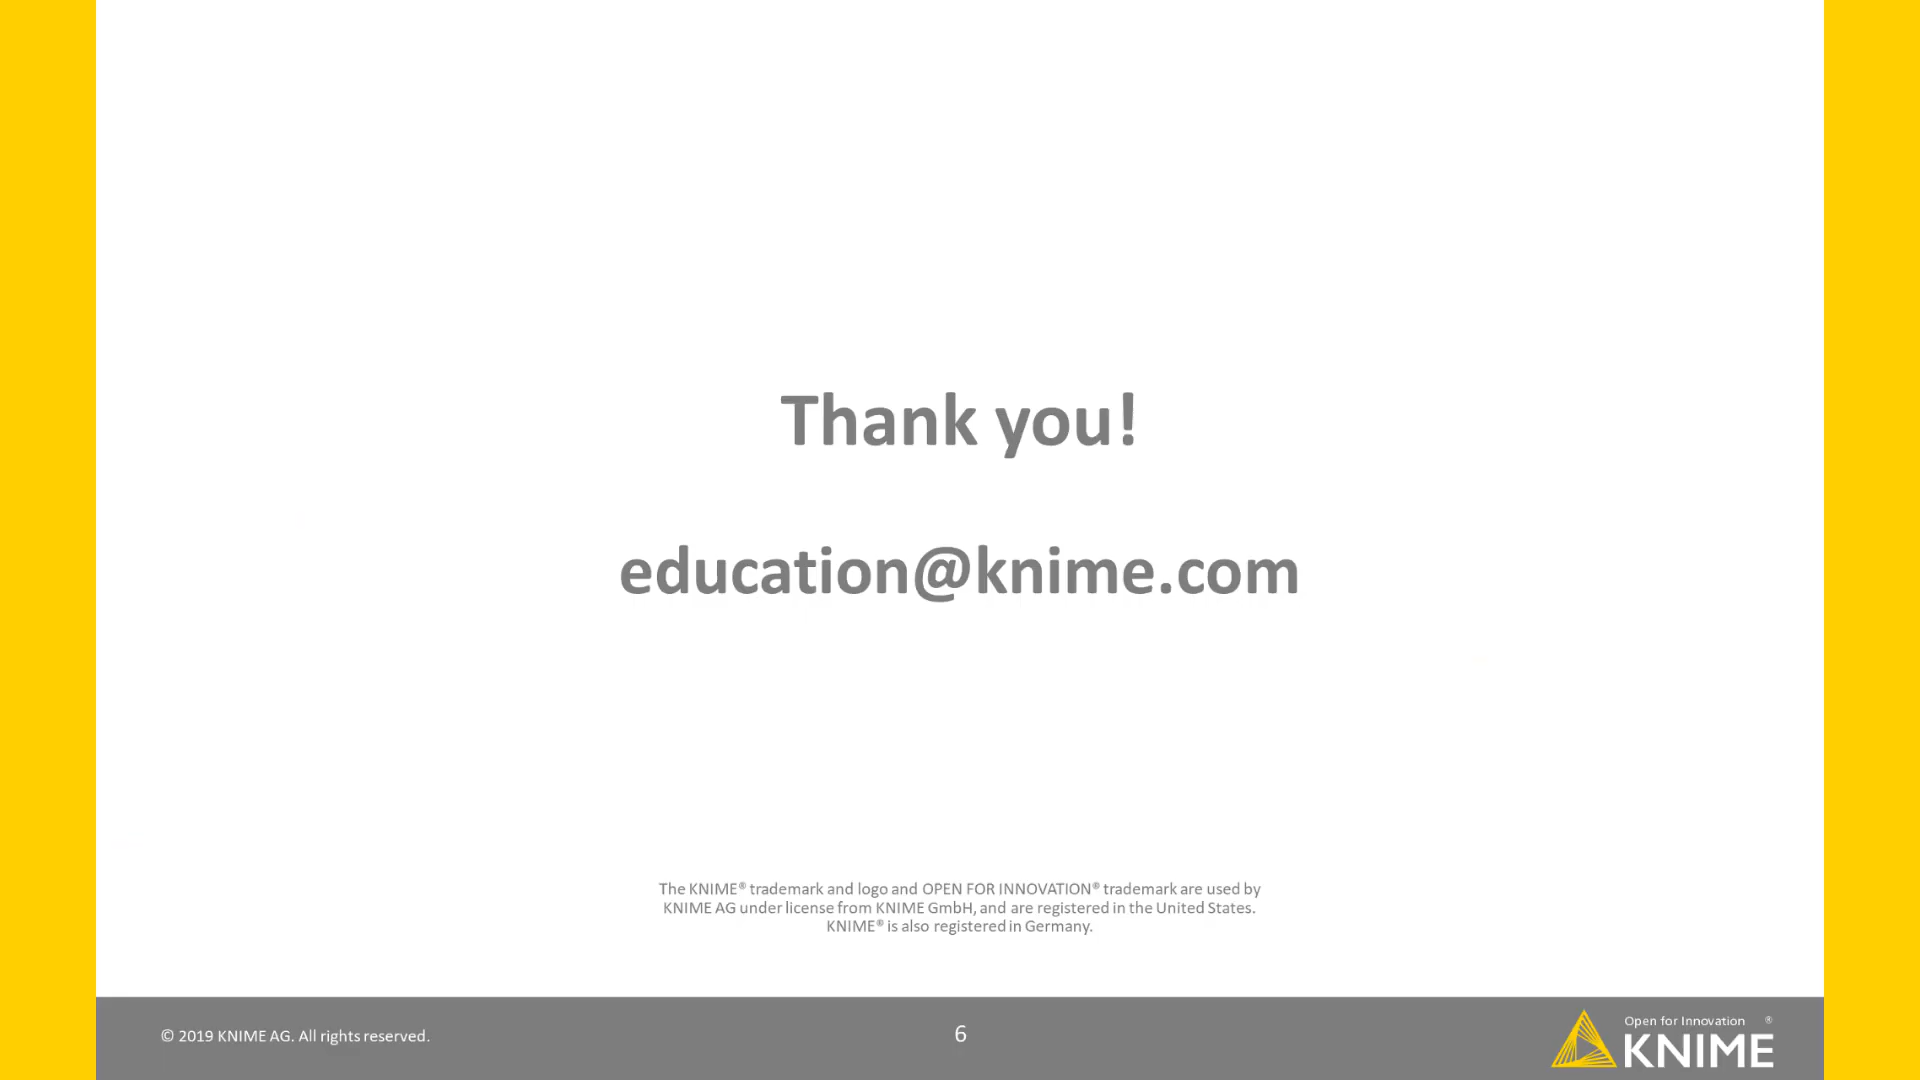 Thank you!
education@knime.com
The KNIME® trademark and logo and OPEN FOR INNOVATION® trademark are used by
KNIME AG under license from KNIME GmbH, and are registered in the United States.
KNIME® is also registered in Germany.
© 2019 KNIME AG. All rights reserved.
6
Open for Innovation ®
KNIME